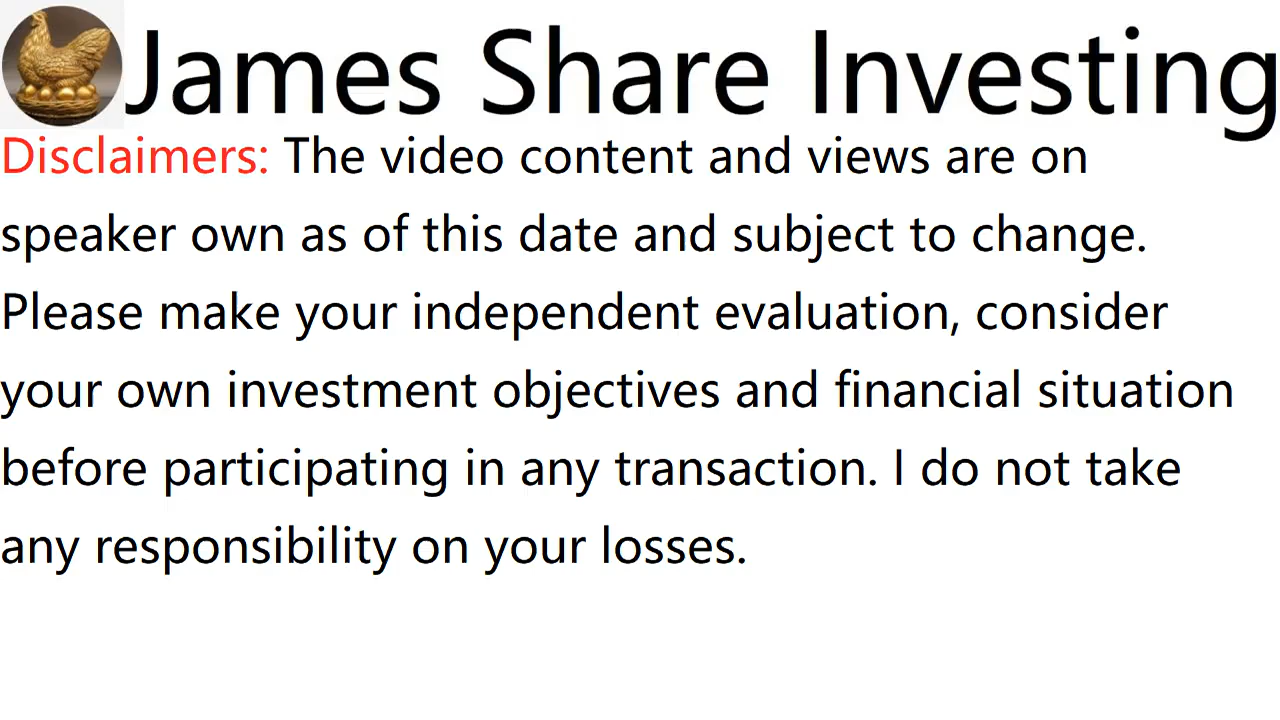 James Share Investing
Disclaimers: The video content and views are on
speaker own as of this date and subject to change.
Please make your independent evaluation, consider
your own investment objectives and financial situation
before participating in any transaction. I do not take
any responsibility on your losses.